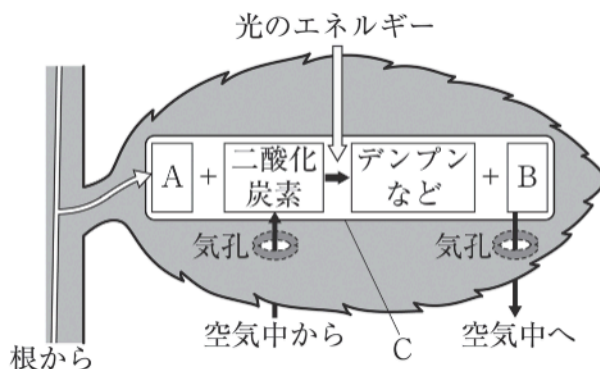 光のエネルギー
A + 二酸化炭素 デンプンなど + B
気孔 気孔
空気中から C 空気中へ
根から